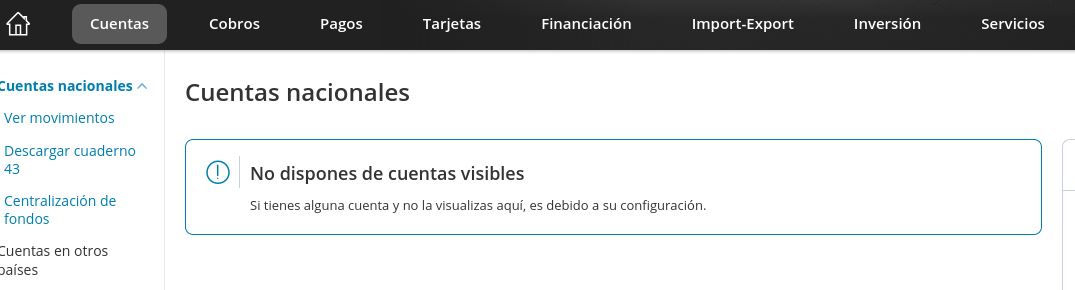 Cuentas Cobros Pagos Tarjetas Financiación Import-Export Inversión Servicios
Cuentas nacionales
Ver movimientos
Descargar cuaderno
43
Centralización de
fondos
Cuentas en otros
países
Cuentas nacionales
No dispones de cuentas visibles
Si tienes alguna cuenta y no la visualizas aquí, es debido a su configuración.